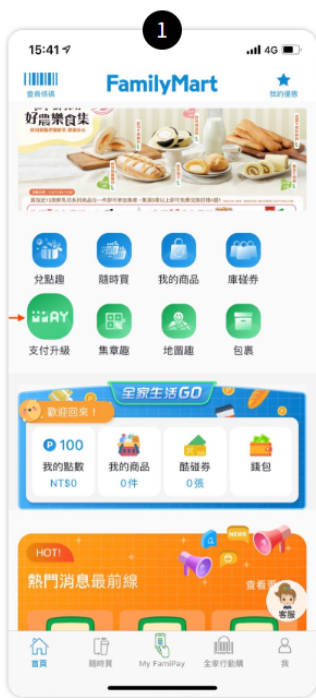 1
15:41
4G
會員條碼
FamilyMart
我的優惠
好農樂食集
兌點趣
隨時買
我的商品
庫碰券
支付升級
集章趣
地圖趣
包裹
全家生活GO
歡迎回來！
P 100
我的點數
NT$0
我的商品
0件
酷碰券
0張
錢包
HOT!
NEWS
熱門消息最前線
查看更
客服
首頁
隨時買
My FamiPay
全家行動購
我